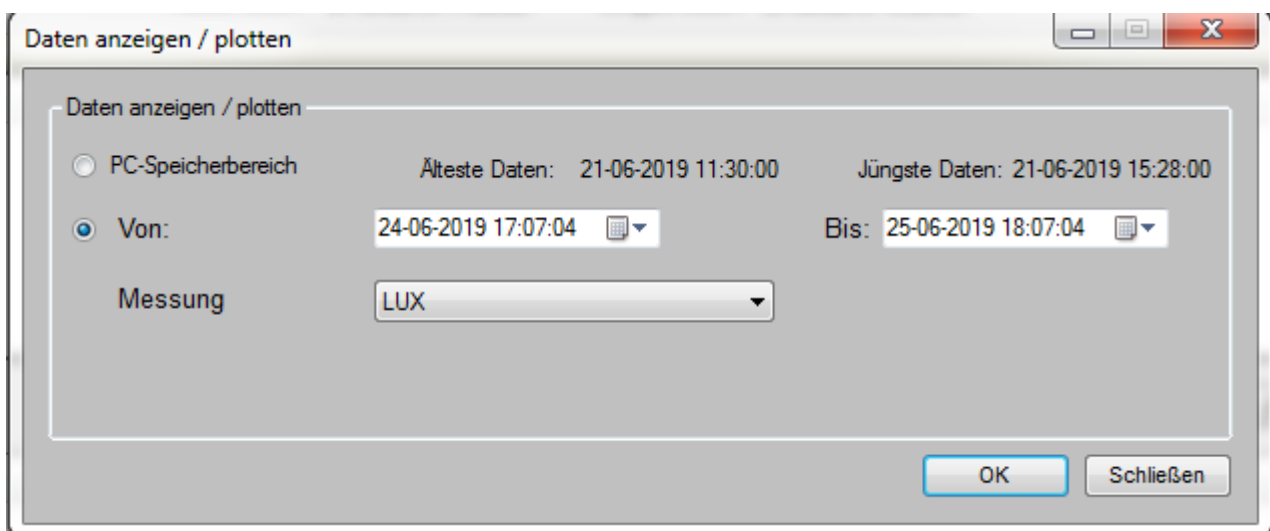 Daten anzeigen / plotten
Daten anzeigen / plotten
PC-Speicherbereich Älteste Daten: 21-06-2019 11:30:00 Jüngste Daten: 21-06-2019 15:28:00
Von: 24-06-2019 17:07:04 Bis: 25-06-2019 18:07:04
Messung LUX
OK Schließen